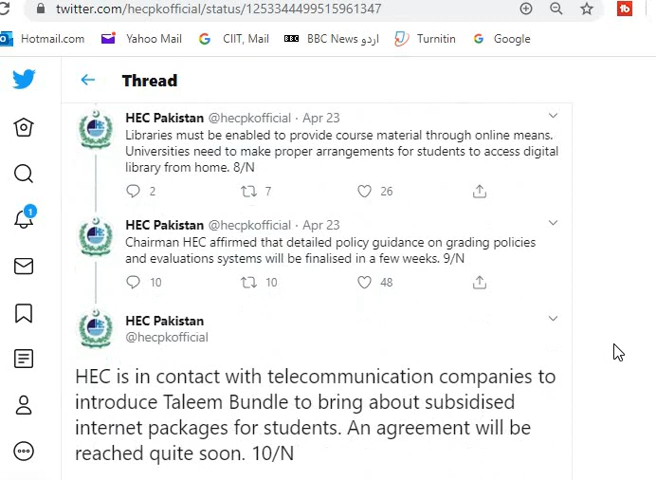 twitter.com/hecpkofficial/status/1253344499515961347
Hotmail.com Yahoo Mail CIIT, Mail BBC BBC News اردو Turnitin Google
Thread
HEC Pakistan @hecpkofficial · Apr 23
Libraries must be enabled to provide course material through online means.
Universities need to make proper arrangements for students to access digital
library from home. 8/N
2 7 26
HEC Pakistan @hecpkofficial · Apr 23
Chairman HEC affirmed that detailed policy guidance on grading policies
and evaluations systems will be finalised in a few weeks. 9/N
10 10 48
1
HEC Pakistan
@hecpkofficial
HEC is in contact with telecommunication companies to
introduce Taleem Bundle to bring about subsidised
internet packages for students. An agreement will be
reached quite soon. 10/N